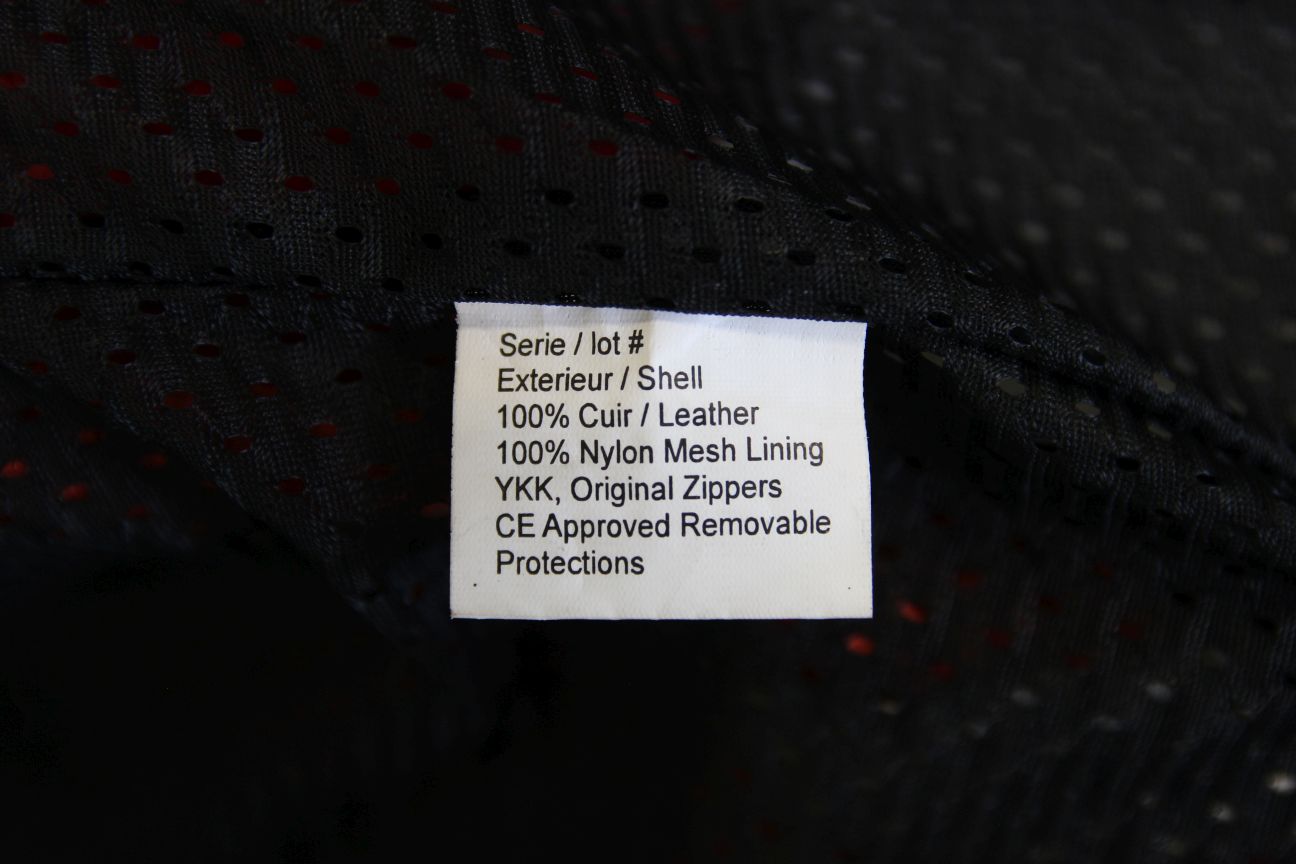 Serie / lot #
Exterieur / Shell
100% Cuir / Leather
100% Nylon Mesh Lining
YKK, Original Zippers
CE Approved Removable
Protections